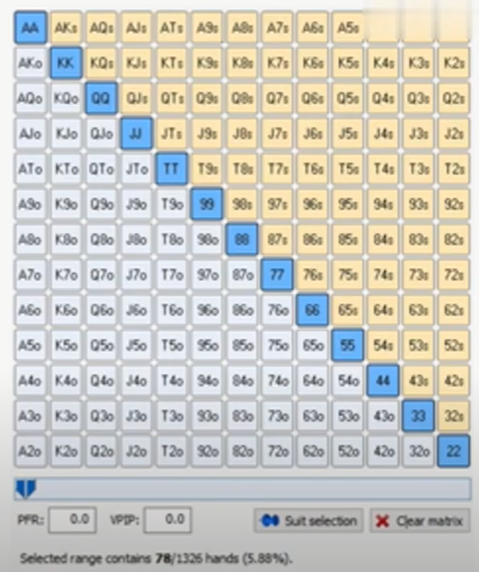 AA AKs AQs AJs ATs A9s A8s A7s A6s A5s
AKo KK KQs KJs KTs K9s K8s K7s K6s K5s K4s K3s K2s
AQo KQo QQ QJs QTs Q9s Q8s Q7s Q6s Q5s Q4s Q3s Q2s
AJo KJo QJo JJ JTs J9s J8s J7s J6s J5s J4s J3s J2s
ATo KTo QTo JTo TT T9s T8s T7s T6s T5s T4s T3s T2s
A9o K9o Q9o J9o T9o 99 98s 97s 96s 95s 94s 93s 92s
A8o K8o Q8o J8o T8o 98o 88 87s 86s 85s 84s 83s 82s
A7o K7o Q7o J7o T7o 97o 87o 77 76s 75s 74s 73s 72s
A6o K6o Q6o J6o T6o 96o 86o 76o 66 65s 64s 63s 62s
A5o K5o Q5o J5o T5o 95o 85o 75o 65o 55 54s 53s 52s
A4o K4o Q4o J4o T4o 94o 84o 74o 64o 54o 44 43s 42s
A3o K3o Q3o J3o T3o 93o 83o 73o 63o 53o 43o 33 32s
A2o K2o Q2o J2o T2o 92o 82o 72o 62o 52o 42o 32o 22
PFR: 0.0 VPIP: 0.0 Suit selection Clear matrix
Selected range contains 78/1326 hands (5.88%).